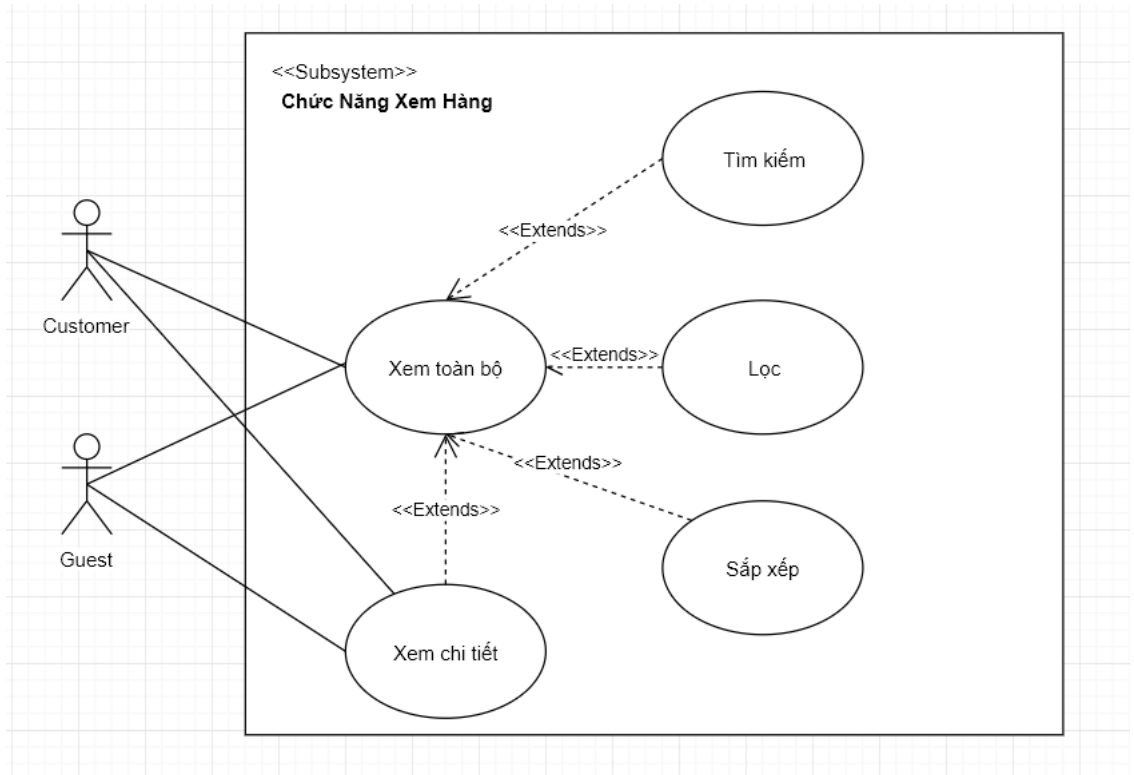 <<Subsystem>>
Chức Năng Xem Hàng
Tìm kiếm
<<Extends>>
Customer
Xem toàn bộ
<<Extends>>
Lọc
<<Extends>>
<<Extends>>
Guest
Sắp xếp
Xem chi tiết